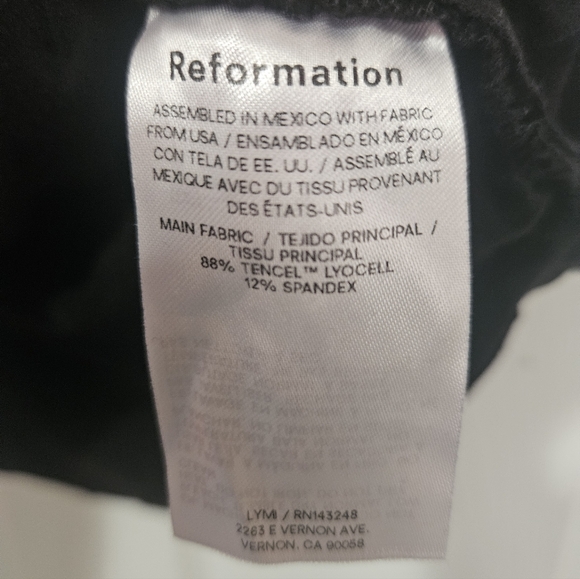 Reformation
ASSEMBLED IN MEXICO WITH FABRIC
FROM USA / ENSAMBLADO EN MÉXICO
CON TELA DE EE. UU. / ASSEMBLÉ AU
MEXIQUE AVEC DU TISSU PROVENANT
DES ÉTATS-UNIS
MAIN FABRIC / TEJIDO PRINCIPAL /
TISSU PRINCIPAL
88% TENCEL™ LYOCELL
12% SPANDEX
LYMI / RN143248
2263 E VERNON AVE.
VERNON, CA 90058